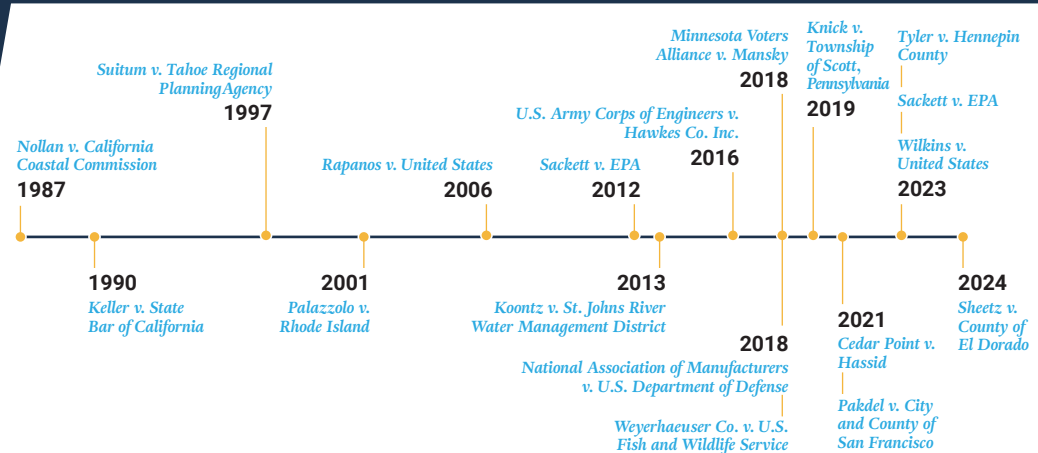 Nollan v. California
Coastal Commission
1987
1990
Keller v. State
Bar of California
Suitum v. Tahoe Regional
PlanningAgency
1997
2001
Palazzolo v.
Rhode Island
Rapanos v. United States
2006
Sackett v. EPA
2012
2013
Koontz v. St. Johns River
Water Management District
U.S. Army Corps of Engineers v.
Hawkes Co. Inc.
2016
Minnesota Voters
Alliance v. Mansky
2018
2018
National Association of Manufacturers
v. U.S. Department of Defense
Weyerhaeuser Co. v. U.S.
Fish and Wildlife Service
Knick v.
Township
of Scott,
Pennsylvania
2019
2021
Cedar Point v.
Hassid
Pakdel v. City
and County of
San Francisco
Tyler v. Hennepin
County
Sackett v. EPA
Wilkins v.
United States
2023
2024
Sheetz v.
County of
El Dorado